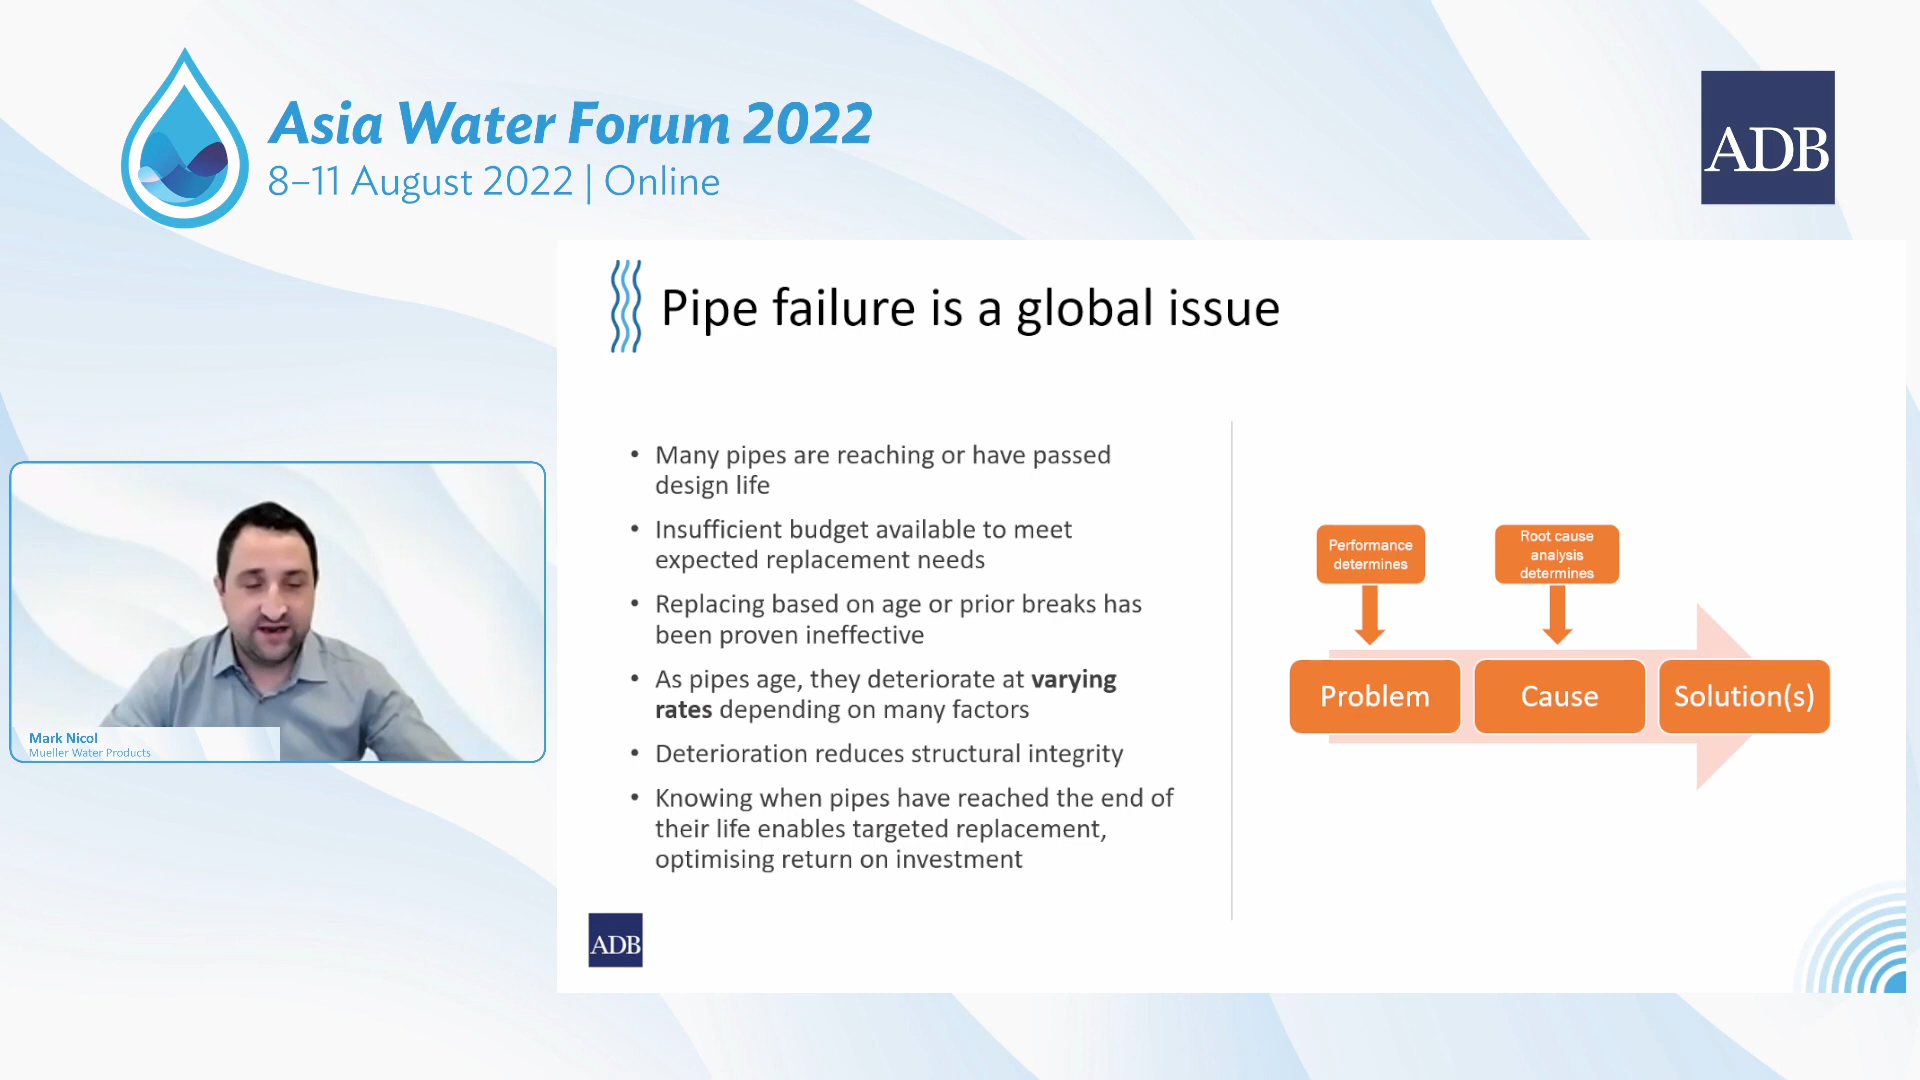 Asia Water Forum 2022
8–11 August 2022 | Online
ADB
Pipe failure is a global issue
• Many pipes are reaching or have passed
design life
• Insufficient budget available to meet
expected replacement needs
• Replacing based on age or prior breaks has
been proven ineffective
• As pipes age, they deteriorate at varying
rates depending on many factors
• Deterioration reduces structural integrity
• Knowing when pipes have reached the end of
their life enables targeted replacement,
optimising return on investment
Performance
determines
Root cause
analysis
determines
Problem
Cause
Solution(s)
ADB
Mark Nicol
Mueller Water Products